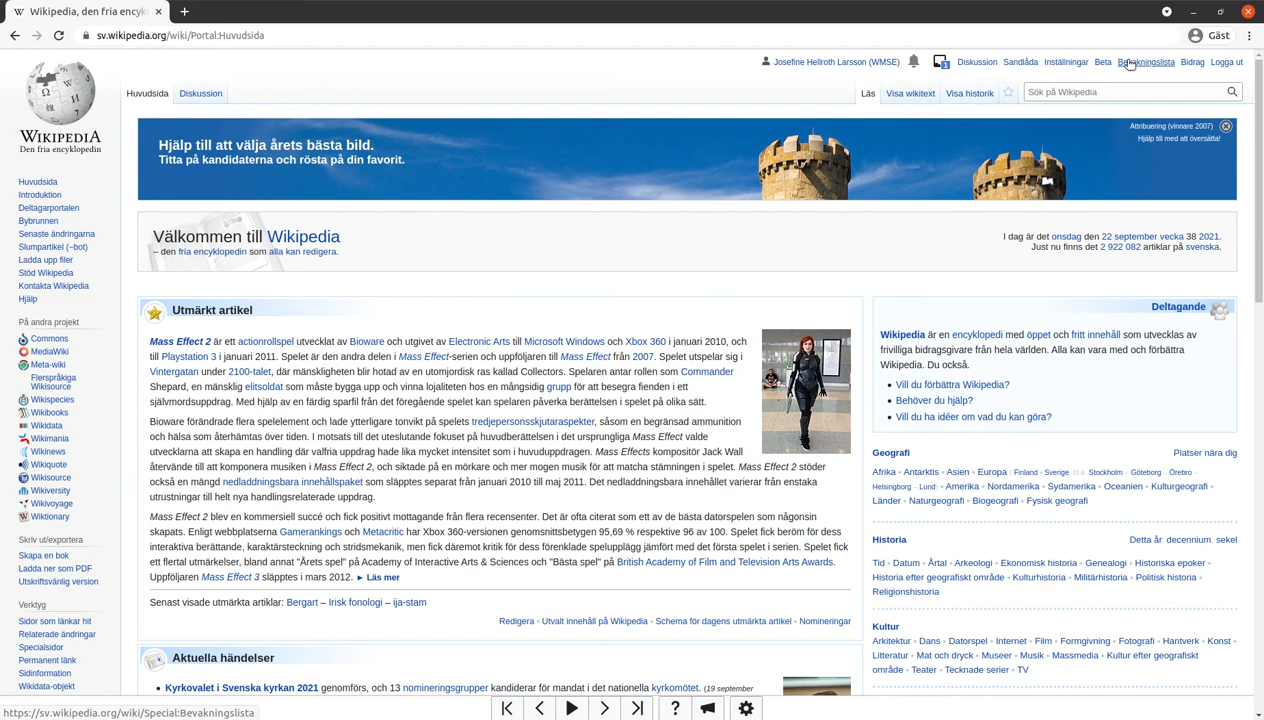 Wikipedia, den fria encykl
sv.wikipedia.org/wiki/Portal:Huvudsida
Gäst
Josefine Hellroth Larsson (WMSE) 1 Diskussion Sandlåda Inställningar Beta Bevakningslista Bidrag Logga ut
Huvudsida Diskussion Läs Visa wikitext Visa historik Sök på Wikipedia
WIKIPEDIA
Den fria encyklopedin
Hjälp till att välja årets bästa bild.
Titta på kandidaterna och rösta på din favorit.
Attribuering (vinnare 2007)
Hjälp till med att översätta!
Huvudsida
Introduktion
Deltagarportalen
Bybrunnen
Senaste ändringarna
Slumpartikel (−bot)
Ladda upp filer
Stöd Wikipedia
Kontakta Wikipedia
Hjälp
På andra projekt
Commons
MediaWiki
Meta-wiki
Flerspråkiga
Wikisource
Wikispecies
Wikibooks
Wikidata
Wikimania
Wikinews
Wikiquote
Wikisource
Wikiversity
Wikivoyage
Wiktionary
Skriv ut/exportera
Skapa en bok
Ladda ner som PDF
Utskriftsvänlig version
Verktyg
Sidor som länkar hit
Relaterade ändringar
Specialsidor
Permanent länk
Sidinformation
Wikidata-objekt
Välkommen till Wikipedia
– den fria encyklopedin som alla kan redigera.
I dag är det onsdag den 22 september vecka 38 2021.
Just nu finns det 2 922 082 artiklar på svenska.
Utmärkt artikel
Mass Effect 2 är ett actionrollspel utvecklat av Bioware och utgivet av Electronic Arts till Microsoft Windows och Xbox 360 i januari 2010, och
till Playstation 3 i januari 2011. Spelet är den andra delen i Mass Effect-serien och uppföljaren till Mass Effect från 2007. Spelet utspelar sig i
Vintergatan under 2100-talet, där mänskligheten blir hotad av en utomjordisk ras kallad Collectors. Spelaren antar rollen som Commander
Shepard, en mänsklig elitsoldat som måste bygga upp och vinna lojaliteten hos en mångsidig grupp för att besegra fienden i ett
självmordsuppdrag. Med hjälp av en färdig sparfil från det föregående spelet kan spelaren påverka berättelsen i spelet på olika sätt.
Bioware förändrade flera spelelement och lade ytterligare tonvikt på spelets tredjepersonsskjutaraspekter, såsom en begränsad ammunition
och hälsa som återhämtas över tiden. I motsats till det uteslutande fokuset på huvudberättelsen i det ursprungliga Mass Effect valde
utvecklarna att skapa en handling där valfria uppdrag hade lika mycket intensitet som i huvuduppdragen. Mass Effects kompositör Jack Wall
återvände till att komponera musiken i Mass Effect 2, och siktade på en mörkare och mer mogen musik för att matcha stämningen i spelet. Mass Effect 2 stöder
också en mängd nedladdningsbara innehållspaket som släpptes separat från januari 2010 till maj 2011. Det nedladdningsbara innehållet varierar från enstaka
utrustningar till helt nya handlingsrelaterade uppdrag.
Mass Effect 2 blev en kommersiell succé och fick positivt mottagande från flera recensenter. Det är ofta citerat som ett av de bästa datorspelen som någonsin
skapats. Enligt webbplatserna Gamerankings och Metacritic har Xbox 360-versionen genomsnittsbetygen 95,69 % respektive 96 av 100. Spelet fick beröm för dess
interaktiva berättande, karaktärsteckning och stridsmekanik, men fick däremot kritik för dess förenklade spelupplägg jämfört med det första spelet i serien. Spelet fick
ett flertal utmärkelser, bland annat "Årets spel" på Academy of Interactive Arts & Sciences och "Bästa spel" på British Academy of Film and Television Arts Awards.
Uppföljaren Mass Effect 3 släpptes i mars 2012. ► Läs mer
Senast visade utmärkta artiklar: Bergart – Irisk fonologi – ija-stam
Redigera • Utvalt innehåll på Wikipedia • Schema för dagens utmärkta artikel • Nomineringar
Aktuella händelser
• Kyrkovalet i Svenska kyrkan 2021 genomförs, och 13 nomineringsgrupper kandiderar för mandat i det nationella kyrkomötet. (19 september
Deltagande
Wikipedia är en encyklopedi med öppet och fritt innehåll som utvecklas av
frivilliga bidragsgivare från hela världen. Alla kan vara med och förbättra
Wikipedia. Du också.
• Vill du förbättra Wikipedia?
• Behöver du hjälp?
• Vill du ha idéer om vad du kan göra?
Geografi Platser nära dig
Afrika • Antarktis • Asien • Europa ( Finland • Sverige bl.a. Stockholm – Göteborg – Örebro –
Helsingborg – Lund) • Amerika • Nordamerika • Sydamerika • Oceanien • Kulturgeografi •
Länder • Naturgeografi • Biogeografi • Fysisk geografi
Historia Detta år decennium sekel
Tid • Datum • Årtal • Arkeologi • Ekonomisk historia • Genealogi • Historiska epoker •
Historia efter geografiskt område • Kulturhistoria • Militärhistoria • Politisk historia •
Religionshistoria
Kultur
Arkitektur • Dans • Datorspel • Internet • Film • Formgivning • Fotografi • Hantverk • Konst •
Litteratur • Mat och dryck • Museer • Musik • Massmedia • Kultur efter geografiskt
område • Teater • Tecknade serier • TV
https://sv.wikipedia.org/wiki/Special:Bevakningslista